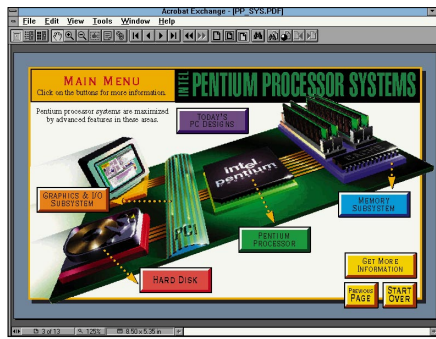 Acrobat Exchange - [PP_SYS.PDF]
File Edit View Tools Window Help
MAIN MENU
Click on the buttons for more information.
INTEL PENTIUM PROCESSOR SYSTEMS
Pentium processor systems are maximized
by advanced features in these areas.
TODAY'S
PC DESIGNS
intel
pentium
GRAPHICS & I/O
SUBSYSTEM
PCI
MEMORY
SUBSYSTEM
PENTIUM
PROCESSOR
HARD DISK
GET MORE
INFORMATION
PREVIOUS
PAGE
START
OVER
3 of 13 125% 8.50 x 5.35 in